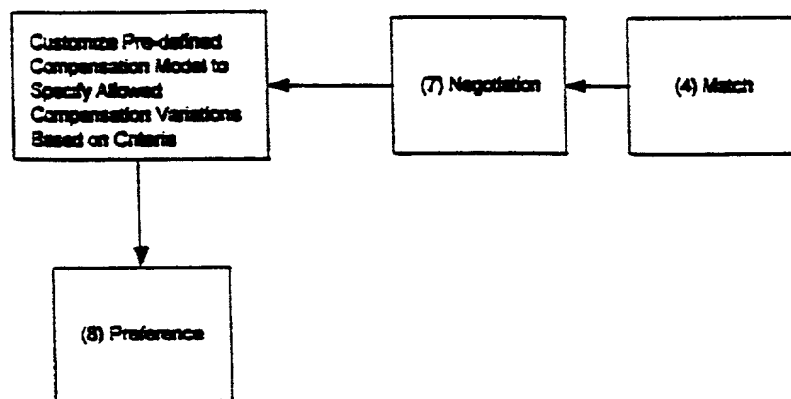 Customize Pre-defined
Compensation Model to
Specify Allowed
Compensation Variations
Based on Criteria
(7) Negotiation
(4) Match
(8) Preference